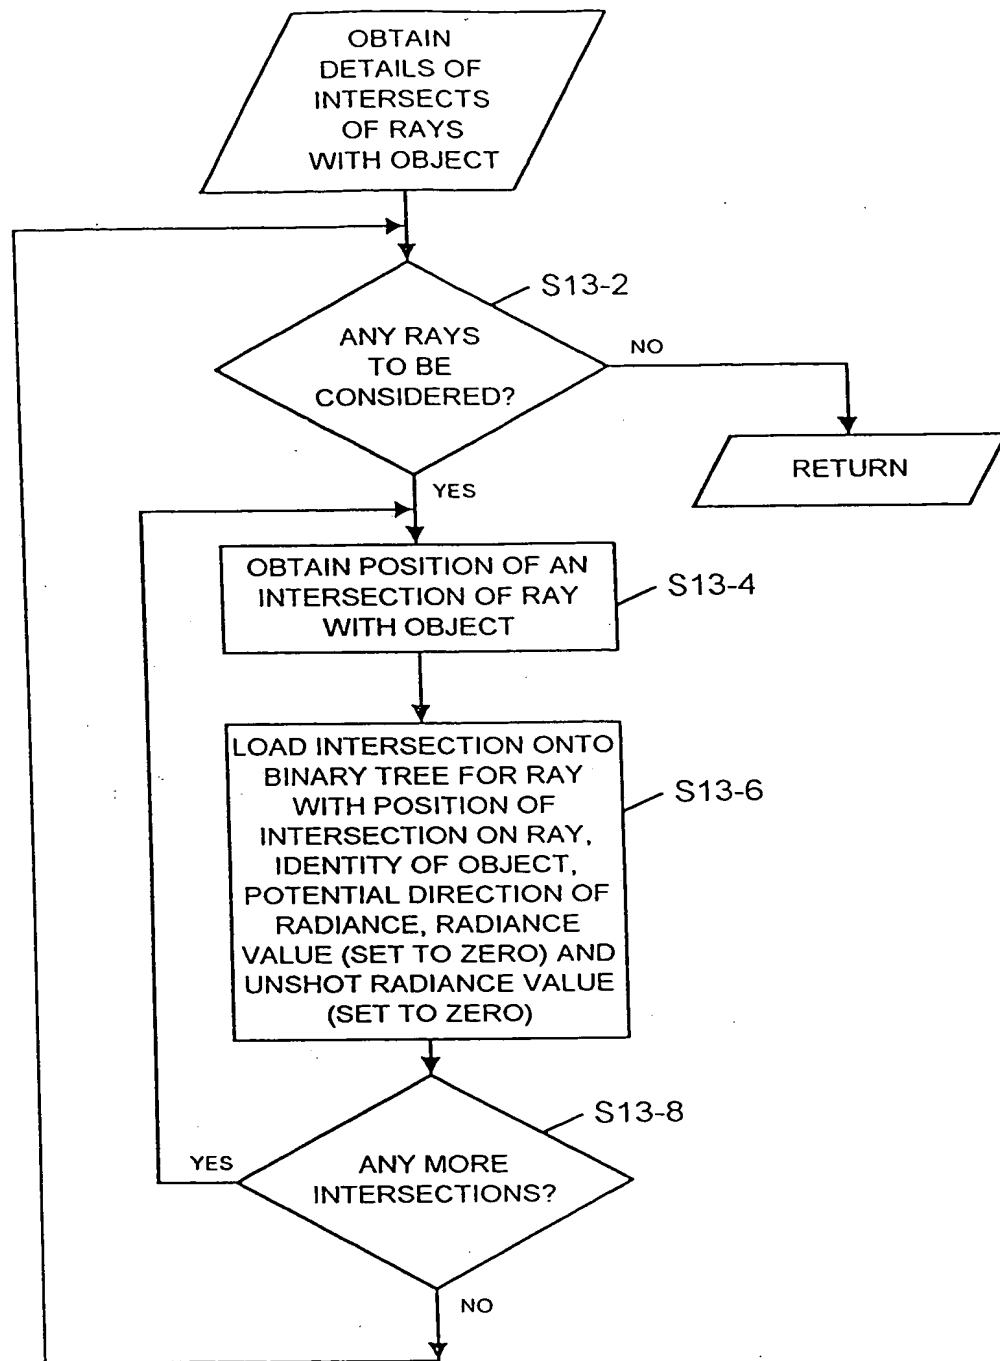 OBTAIN
DETAILS OF
INTERSECTS
OF RAYS
WITH OBJECT
S13-2
ANY RAYS
TO BE
CONSIDERED?
NO
RETURN
YES
OBTAIN POSITION OF AN
INTERSECTION OF RAY
WITH OBJECT
S13-4
LOAD INTERSECTION ONTO
BINARY TREE FOR RAY
WITH POSITION OF
INTERSECTION ON RAY,
IDENTITY OF OBJECT,
POTENTIAL DIRECTION OF
RADIANCE, RADIANCE
VALUE (SET TO ZERO) AND
UNSHOT RADIANCE VALUE
(SET TO ZERO)
S13-6
S13-8
YES
ANY MORE
INTERSECTIONS?
NO